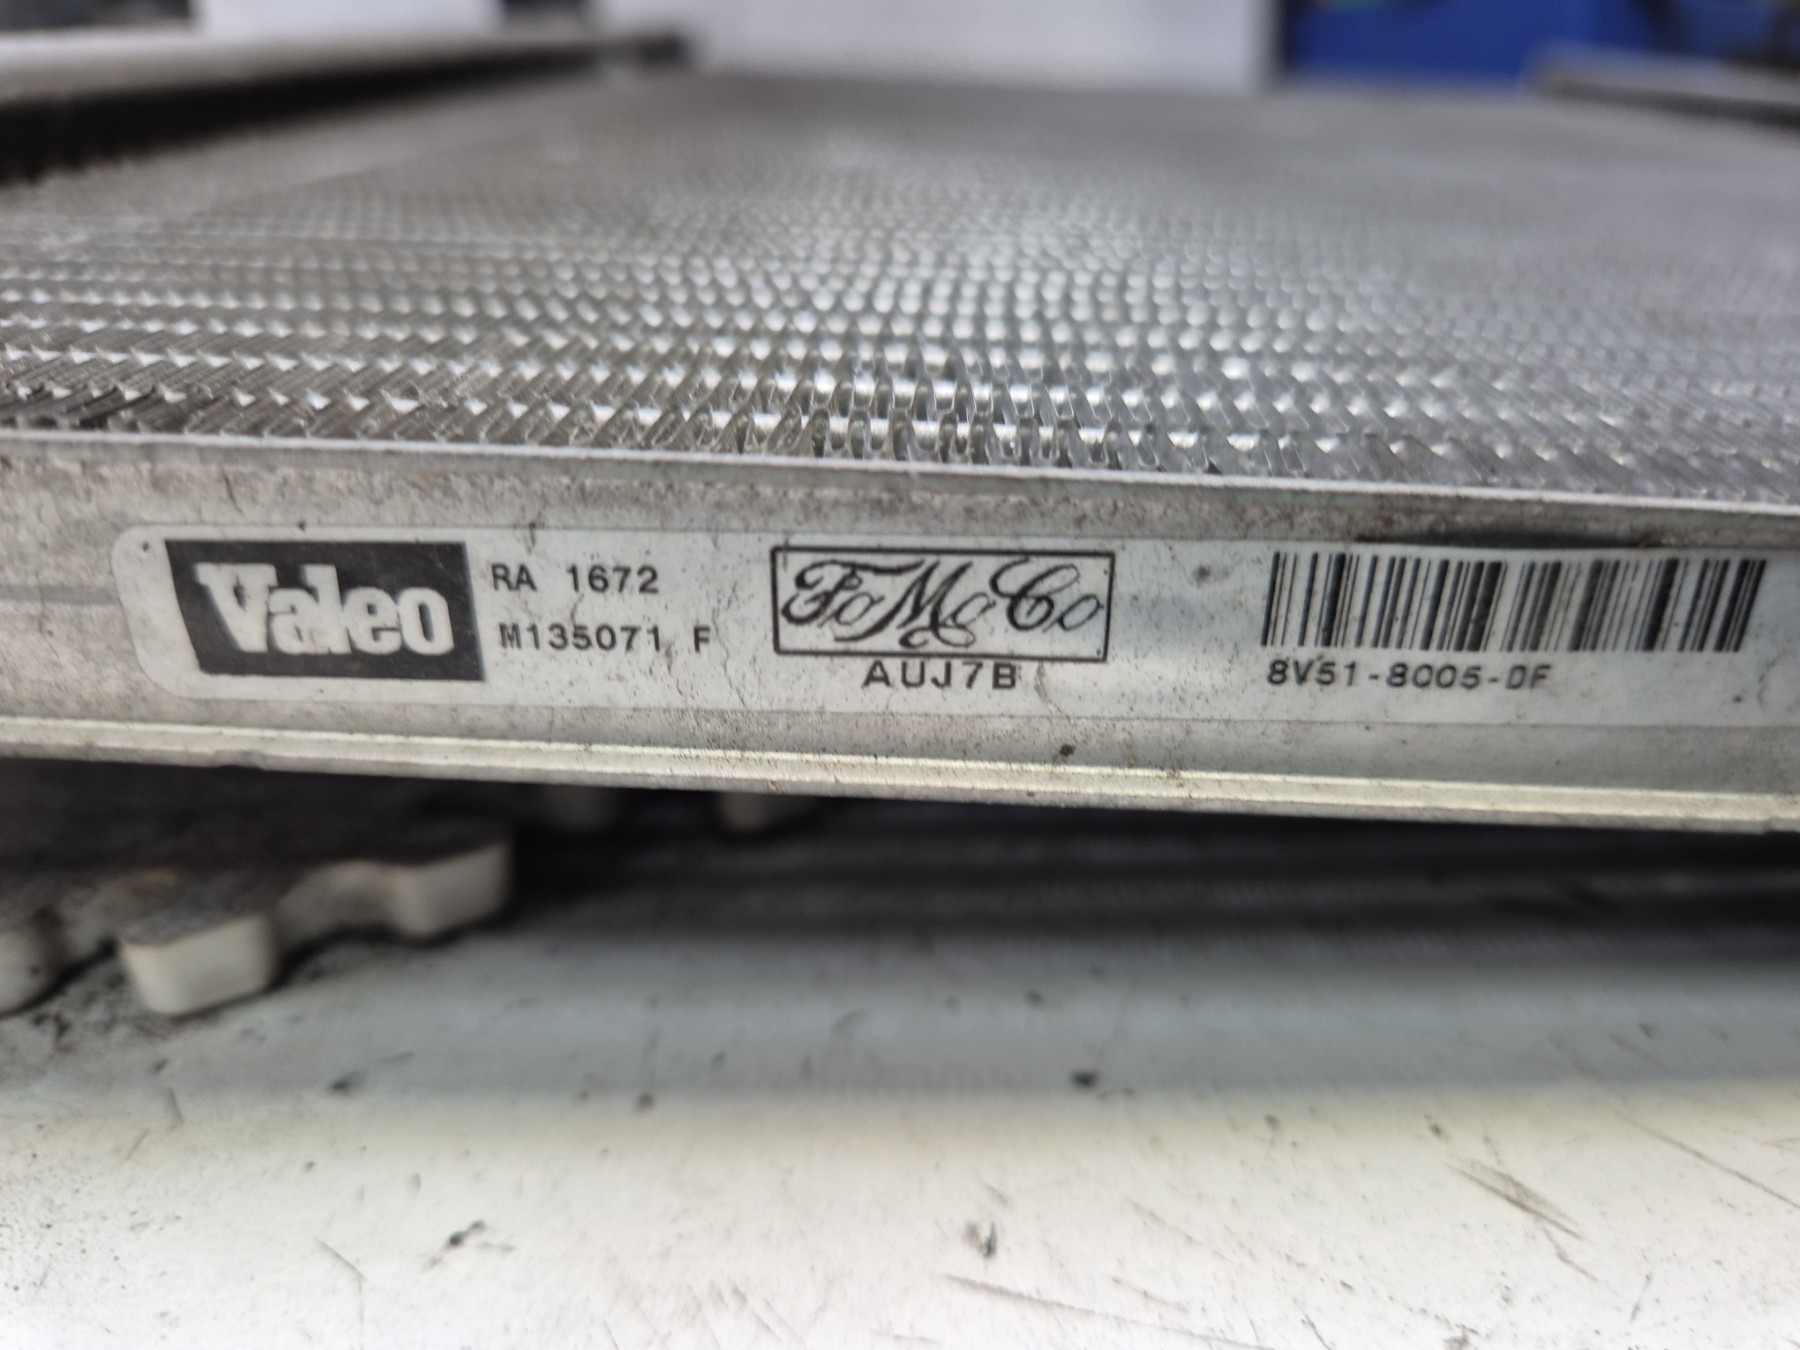 Valeo
RA 1672
M135071 F
FoMoCo
AUJ7B
8V51-8005-DF